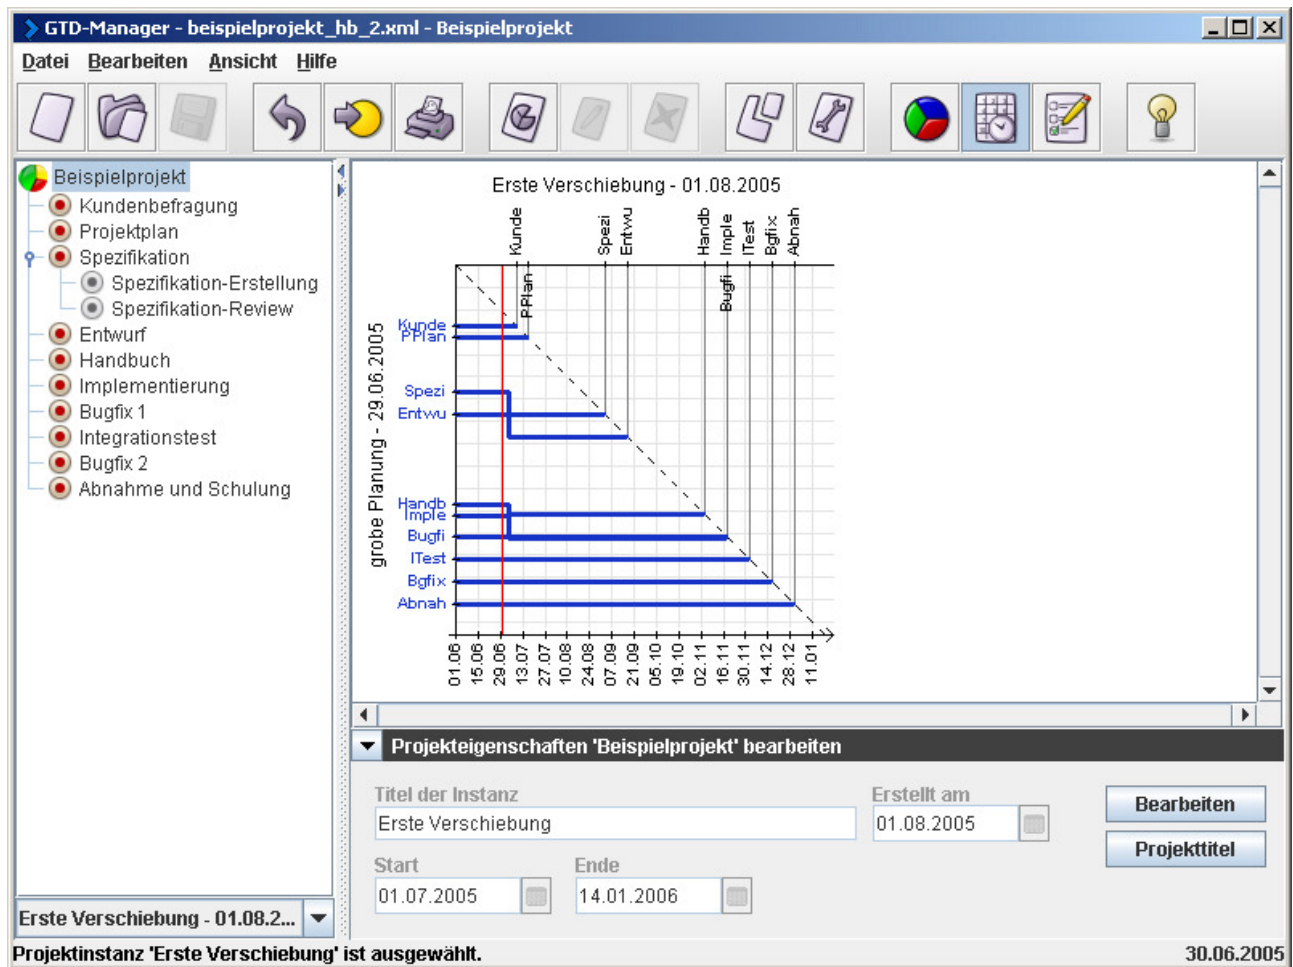 GTD-Manager - beispielprojekt_hb_2.xml - Beispielprojekt
Datei Bearbeiten Ansicht Hilfe
Beispielprojekt
Kundenbefragung
Projektplan
Spezifikation
Spezifikation-Erstellung
Spezifikation-Review
Entwurf
Handbuch
Implementierung
Bugfix 1
Integrationstest
Bugfix 2
Abnahme und Schulung
Erste Verschiebung - 01.08.2...
Erste Verschiebung - 01.08.2005
Kunde
PPlan
Spezi
Entwu
Handb
Imple
Bugfi
ITest
Bgfix
Abnah
grobe Planung - 29.06.2005
Kunde
PPlan
Spezi
Entwu
Handb
Imple
Bugfi
ITest
Bgfix
Abnah
01.06
15.06
29.06
13.07
27.07
10.08
24.08
07.09
21.09
05.10
19.10
02.11
16.11
30.11
14.12
28.12
11.01
Projekteigenschaften 'Beispielprojekt' bearbeiten
Titel der Instanz Erstellt am
Erste Verschiebung 01.08.2005
Bearbeiten
Projekttitel
Start Ende
01.07.2005 14.01.2006
Projektinstanz 'Erste Verschiebung' ist ausgewählt. 30.06.2005